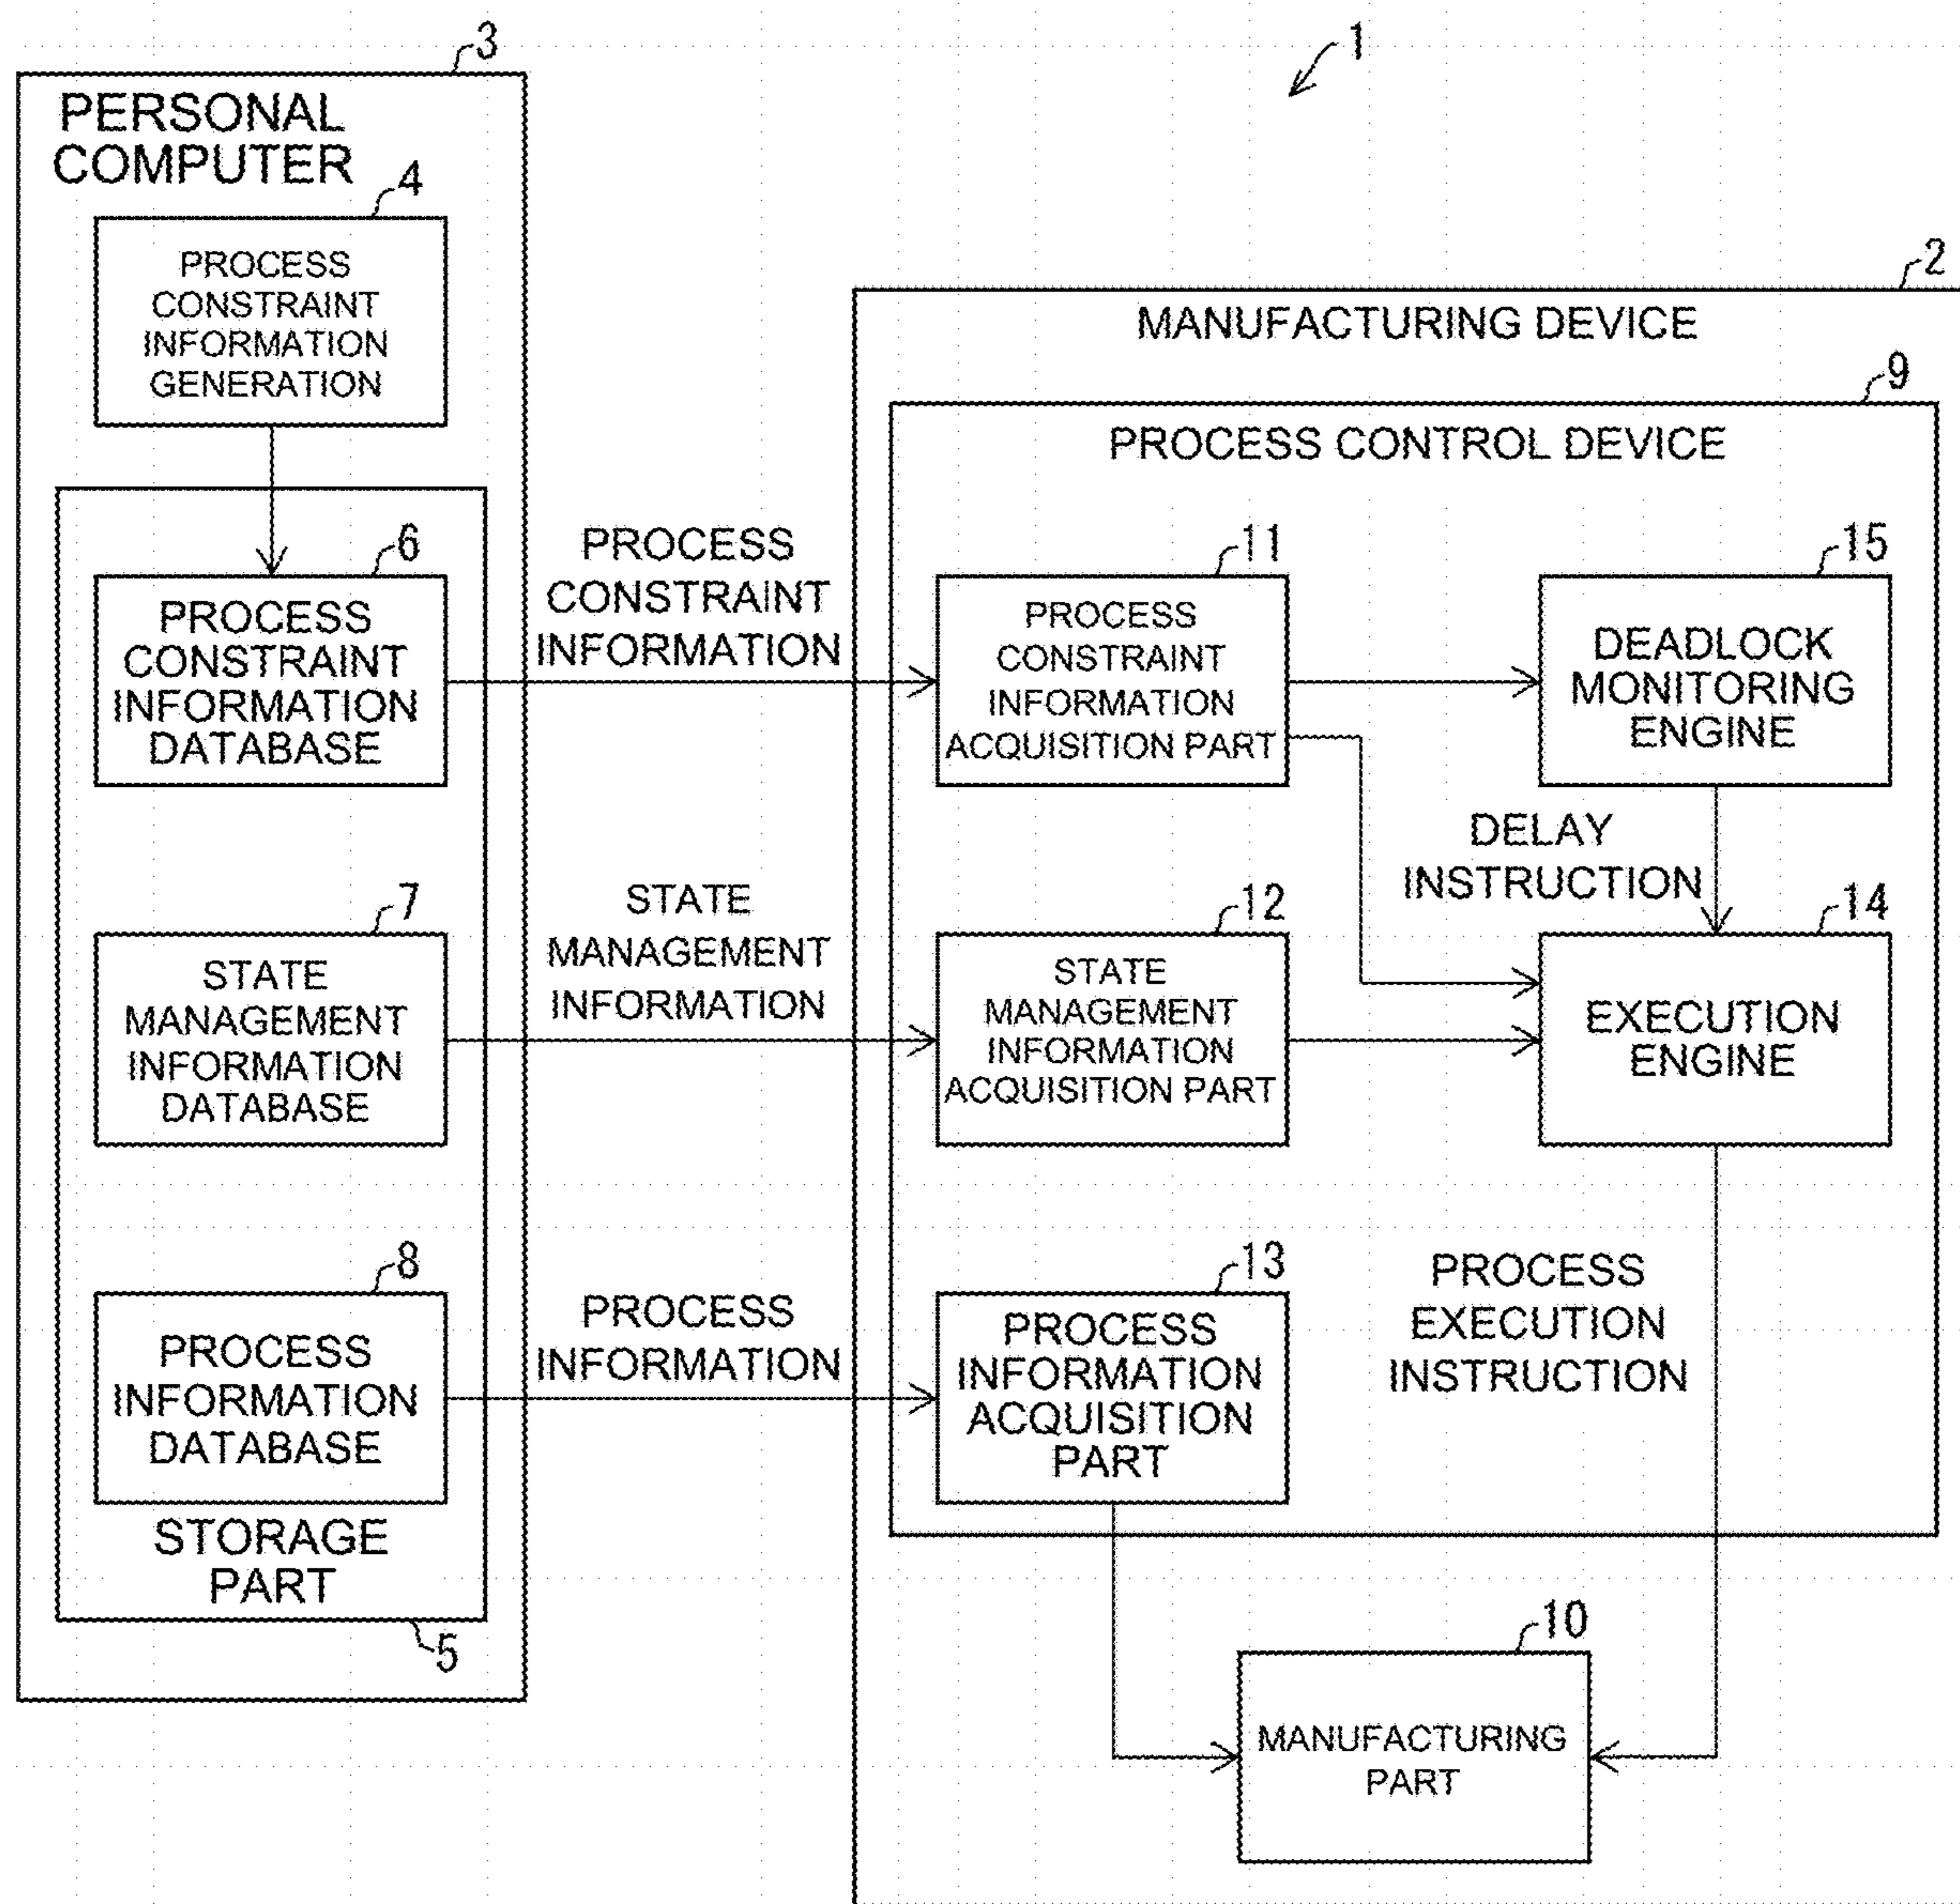 3
1
PERSONAL
COMPUTER
4
PROCESS
CONSTRAINT
INFORMATION
GENERATION
6
PROCESS
CONSTRAINT
INFORMATION
DATABASE
7
STATE
MANAGEMENT
INFORMATION
DATABASE
8
PROCESS
INFORMATION
DATABASE
STORAGE
PART
5
PROCESS
CONSTRAINT
INFORMATION
STATE
MANAGEMENT
INFORMATION
PROCESS
INFORMATION
2
MANUFACTURING DEVICE
9
PROCESS CONTROL DEVICE
11
PROCESS
CONSTRAINT
INFORMATION
ACQUISITION PART
15
DEADLOCK
MONITORING
ENGINE
DELAY
INSTRUCTION
12
STATE
MANAGEMENT
INFORMATION
ACQUISITION PART
14
EXECUTION
ENGINE
13
PROCESS
INFORMATION
ACQUISITION
PART
PROCESS
EXECUTION
INSTRUCTION
10
MANUFACTURING
PART